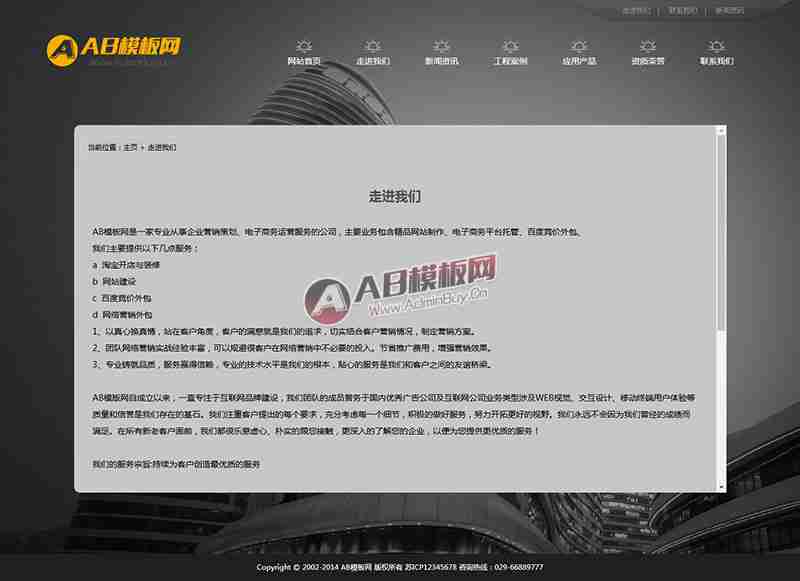 走进我们 | 联系我们 | 新闻资讯
AB模板网
网站首页 走进我们 新闻资讯 工程案例 应用产品 资质荣誉 联系我们
当前位置：主页 + 走进我们
走进我们
AB模板网是一家专业从事企业营销策划、电子商务运营服务的公司，主要业务包含精品网站制作、电子商务平台托管、百度竞价外包、
我们主要提供以下几点服务：
a 淘宝开店与装修
b 网站建设
c 百度竞价外包
d 网络营销外包
AB模板网
Www.AdminBuy.Cn
1、以真心换真情，站在客户角度，客户的满意就是我们的追求，切实结合客户营销情况，制定营销方案。
2、团队网络营销实战经验丰富，可以规避很客户在网络营销中不必要的投入。节省推广费用，增强营销效果。
3、专业铸就品质，服务赢得信赖，专业的技术水平是我们的根本，贴心的服务是我们和客户之间的友谊桥梁。
AB模板网自成立以来，一直专注于互联网品牌建设，我们团队的成员曾务于国内优秀广告公司及互联网公司业务类型涉及WEB视觉、交互设计、移动终端用户体验等
质量和信誉是我们存在的基石。我们注重客户提出的每个要求，充分考虑每一个细节，积极的做好服务，努力开拓更好的视野。我们永远不会因为我们曾经的成绩而
满足。在所有新老客户面前，我们都很乐意虚心、朴实的跟您接触，更深入的了解您的企业，以便为您提供更优质的服务！
我们的服务宗旨:持续为客户创造最优质的服务
Copyright © 2002-2014 AB模板网 版权所有 苏ICP12345678 咨询热线：029-66889777